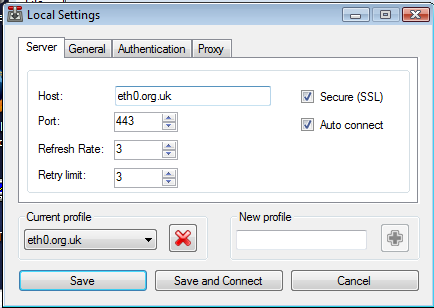 Local Settings
Server General Authentication Proxy
Host: eth0.org.uk Secure (SSL)
Port: 443 Auto connect
Refresh Rate: 3
Retry limit: 3
Current profile New profile
eth0.org.uk
Save Save and Connect Cancel